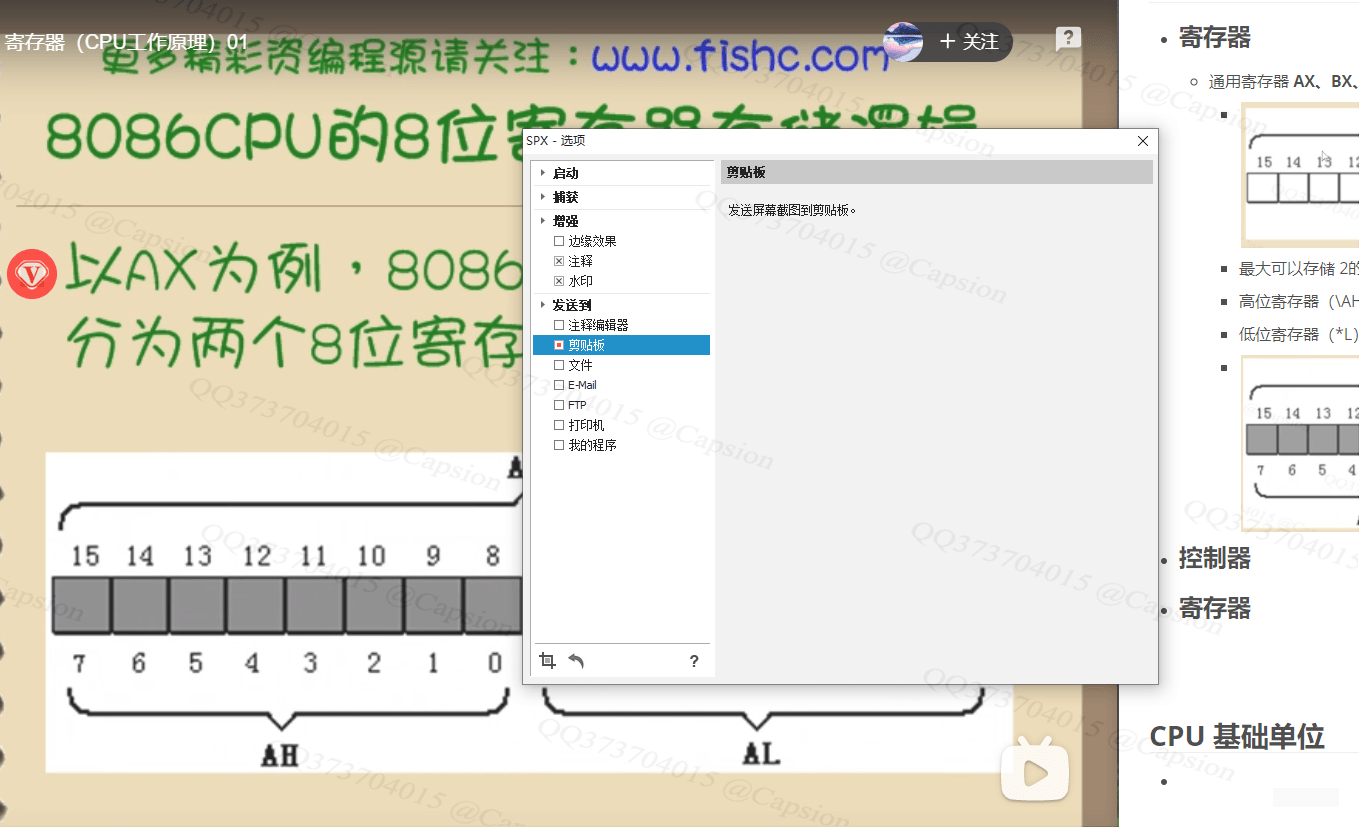 寄存器（CPU工作原理）01
+ 关注
?
更多精彩资编程源请关注：www.fishc.com
8086CPU的8位寄存器存储逻辑
以AX为例，8086
分为两个8位寄存
15 14 13 12 11 10 9 8
7 6 5 4 3 2 1 0
AH
AL
SPX - 选项
启动
捕获
增强
边缘效果
注释
水印
发送到
注释编辑器
剪贴板
文件
E-Mail
FTP
打印机
我的程序
?
剪贴板
发送屏幕截图到剪贴板。
寄存器
通用寄存器 AX、BX、
15 14 13 12
最大可以存储 2的
高位寄存器（\AH
低位寄存器（*L）
15 14 13 12
7 6 5 4
控制器
寄存器
CPU 基础单位
QQ373704015 @Capsion